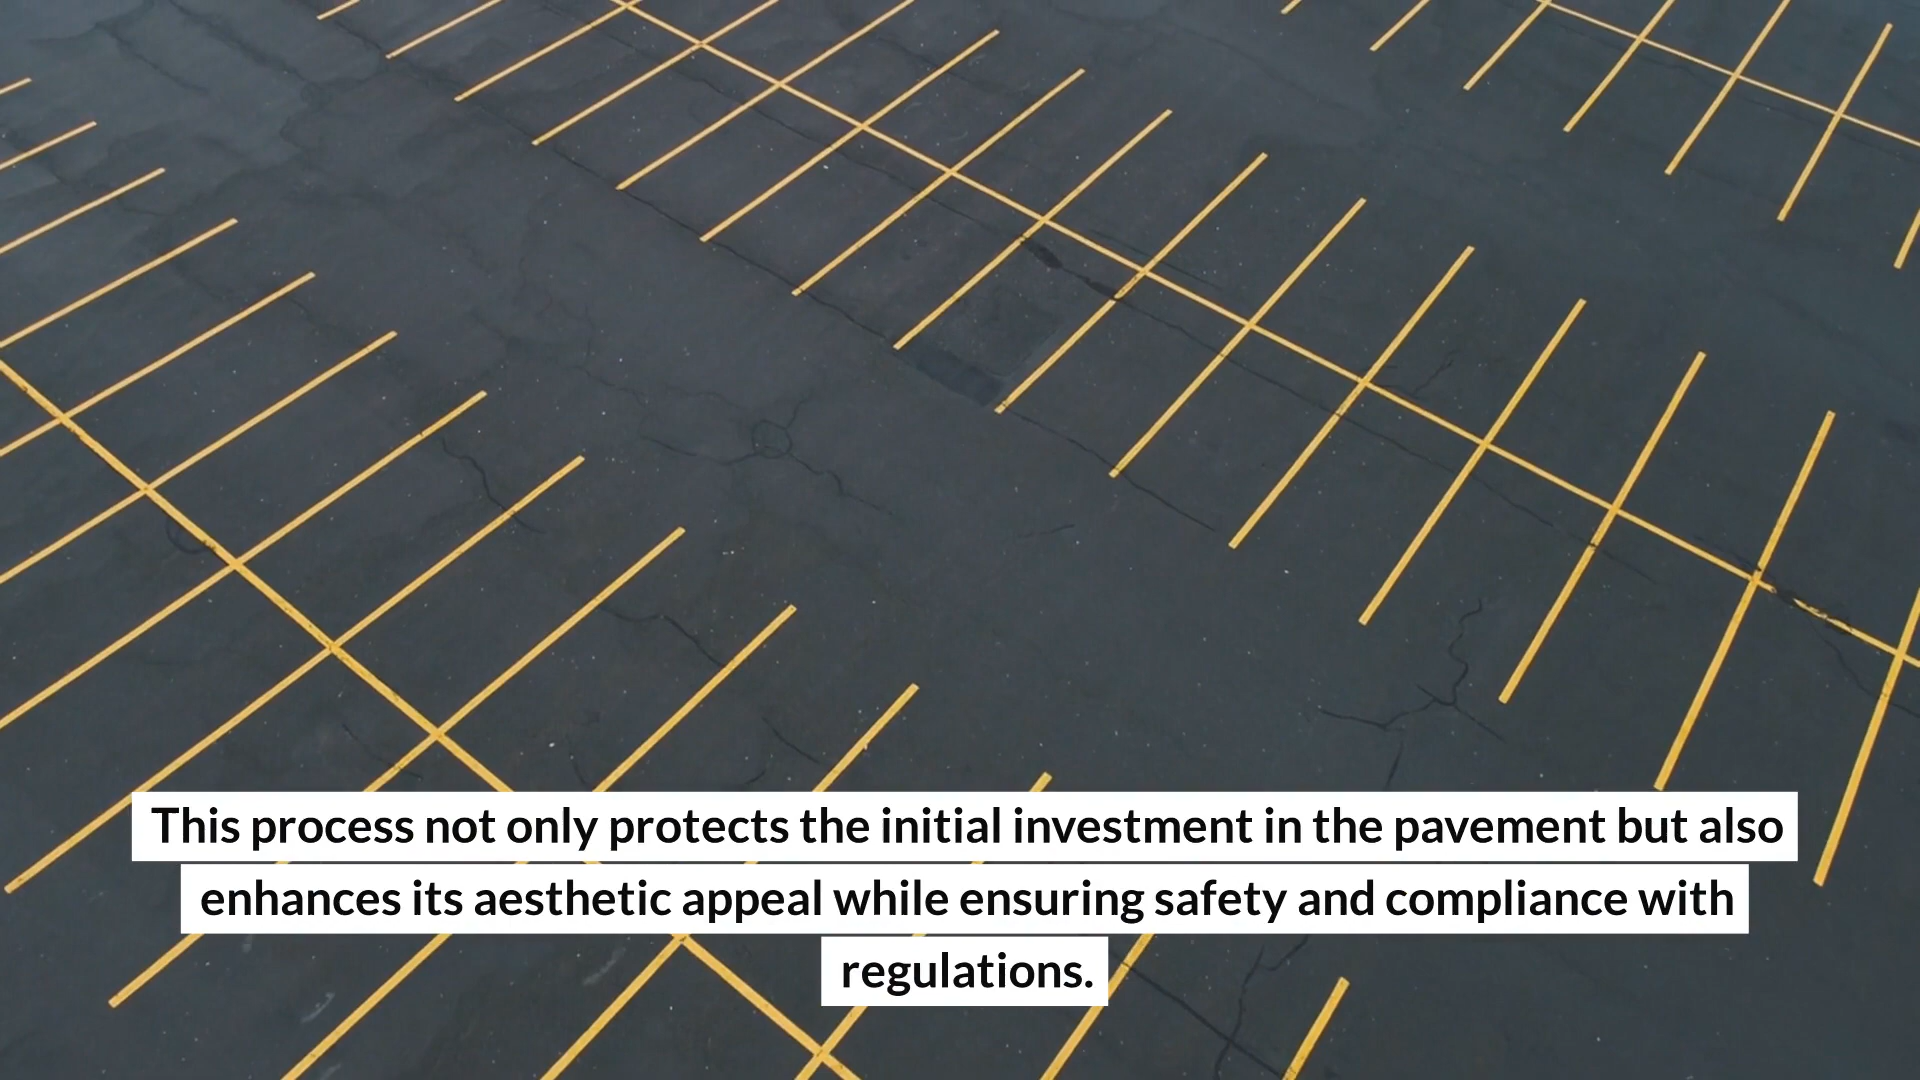 This process not only protects the initial investment in the pavement but also
enhances its aesthetic appeal while ensuring safety and compliance with
regulations.